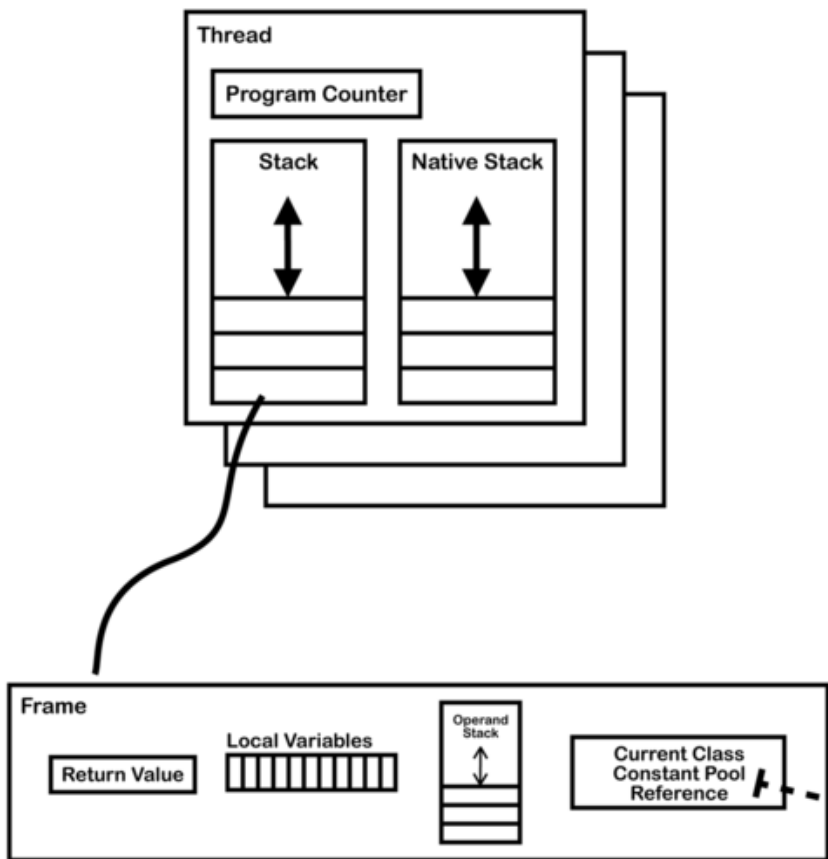 Thread
Program Counter
Stack
Native Stack
Frame
Return Value
Local Variables
Operand
Stack
Current Class
Constant Pool
Reference